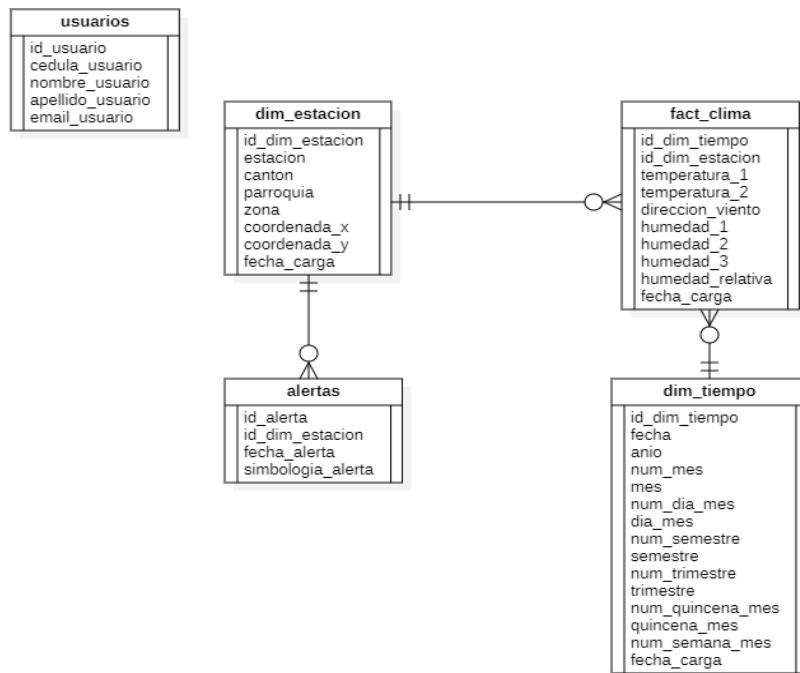 usuarios
id_usuario
cedula_usuario
nombre_usuario
apellido_usuario
email_usuario
dim_estacion
id_dim_estacion
estacion
canton
parroquia
zona
coordenada_x
coordenada_y
fecha_carga
fact_clima
id_dim_tiempo
id_dim_estacion
temperatura_1
temperatura_2
direccion_viento
humedad_1
humedad_2
humedad_3
humedad_relativa
fecha_carga
alertas
id_alerta
id_dim_estacion
fecha_alerta
simbologia_alerta
dim_tiempo
id_dim_tiempo
fecha
anio
num_mes
mes
num_dia_mes
dia_mes
num_semestre
semestre
num_trimestre
trimestre
num_quincena_mes
quincena_mes
num_semana_mes
fecha_carga